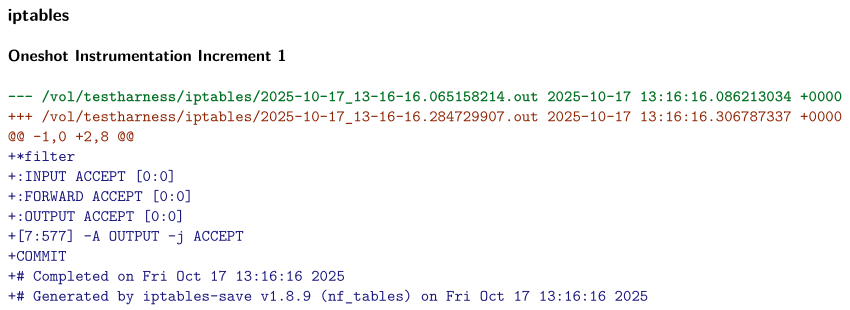 iptables
Oneshot Instrumentation Increment 1
--- /vol/testharness/iptables/2025-10-17_13-16-16.065158214.out 2025-10-17 13:16:16.086213034 +0000
+++ /vol/testharness/iptables/2025-10-17_13-16-16.284729907.out 2025-10-17 13:16:16.306787337 +0000
@@ -1,0 +2,8 @@
+*filter
+:INPUT ACCEPT [0:0]
+:FORWARD ACCEPT [0:0]
+:OUTPUT ACCEPT [0:0]
+[7:577] -A OUTPUT -j ACCEPT
+COMMIT
+# Completed on Fri Oct 17 13:16:16 2025
+# Generated by iptables-save v1.8.9 (nf_tables) on Fri Oct 17 13:16:16 2025